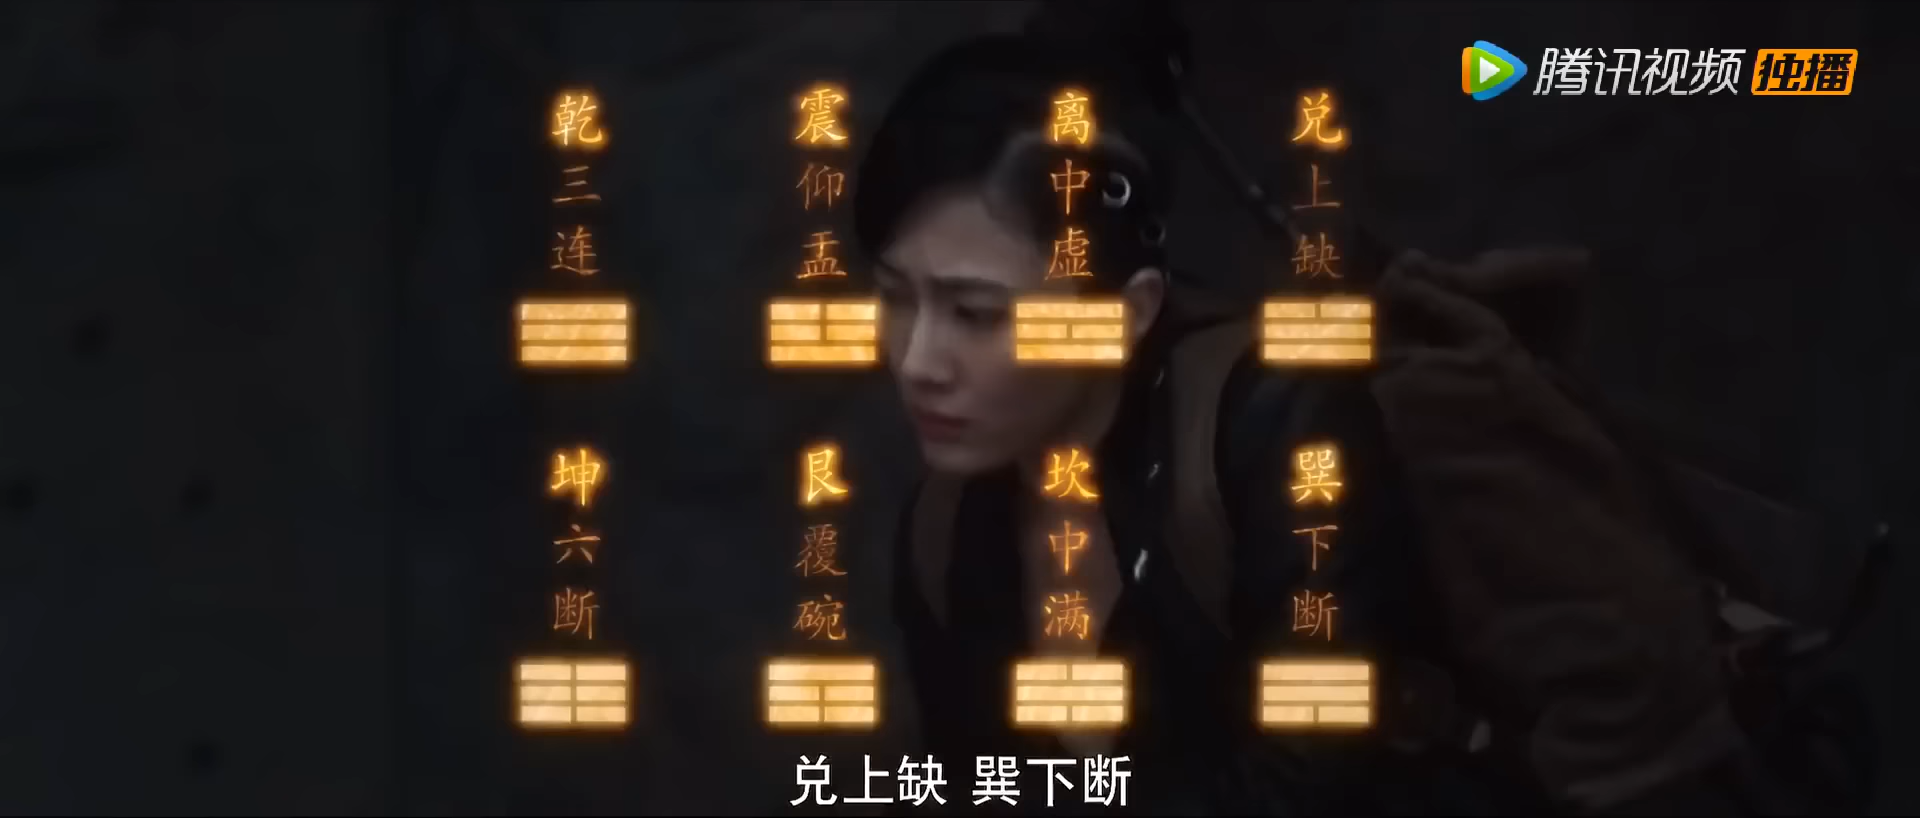 腾讯视频 独播
乾三连
震仰盂
离中虚
兑上缺
坤六断
艮覆碗
坎中满
巽下断
兑上缺 巽下断